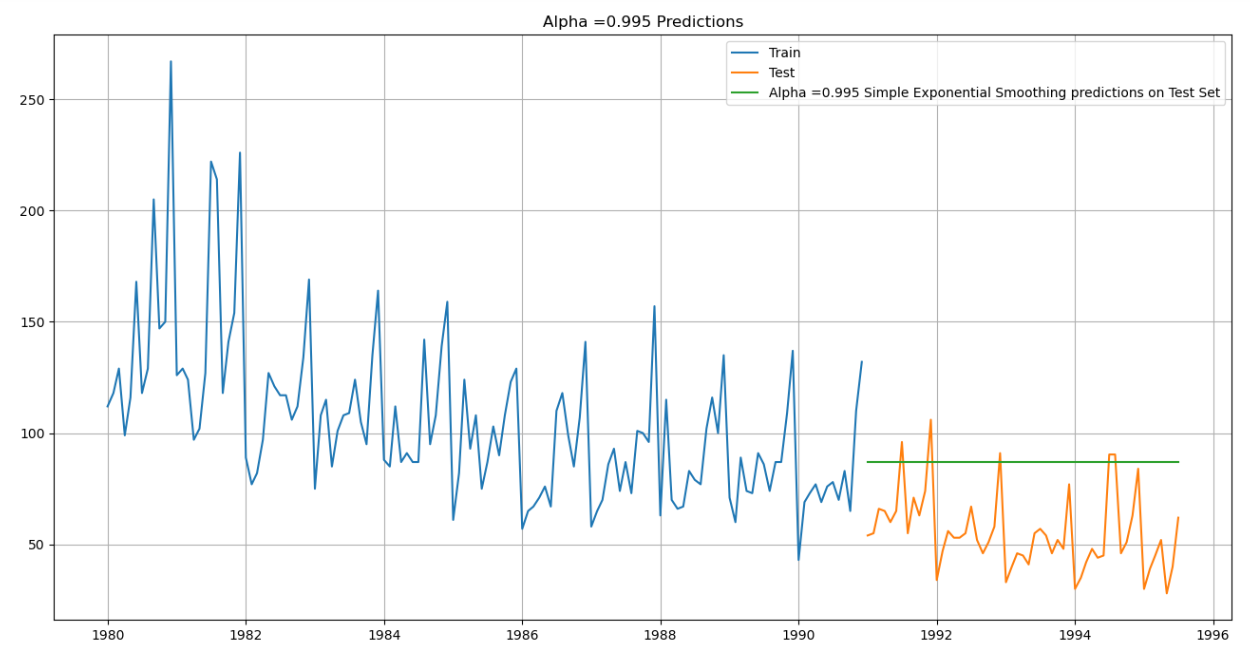 Alpha =0.995 Predictions
Train
Test
Alpha =0.995 Simple Exponential Smoothing predictions on Test Set
250
200
150
100
50
1980 1982 1984 1986 1988 1990 1992 1994 1996